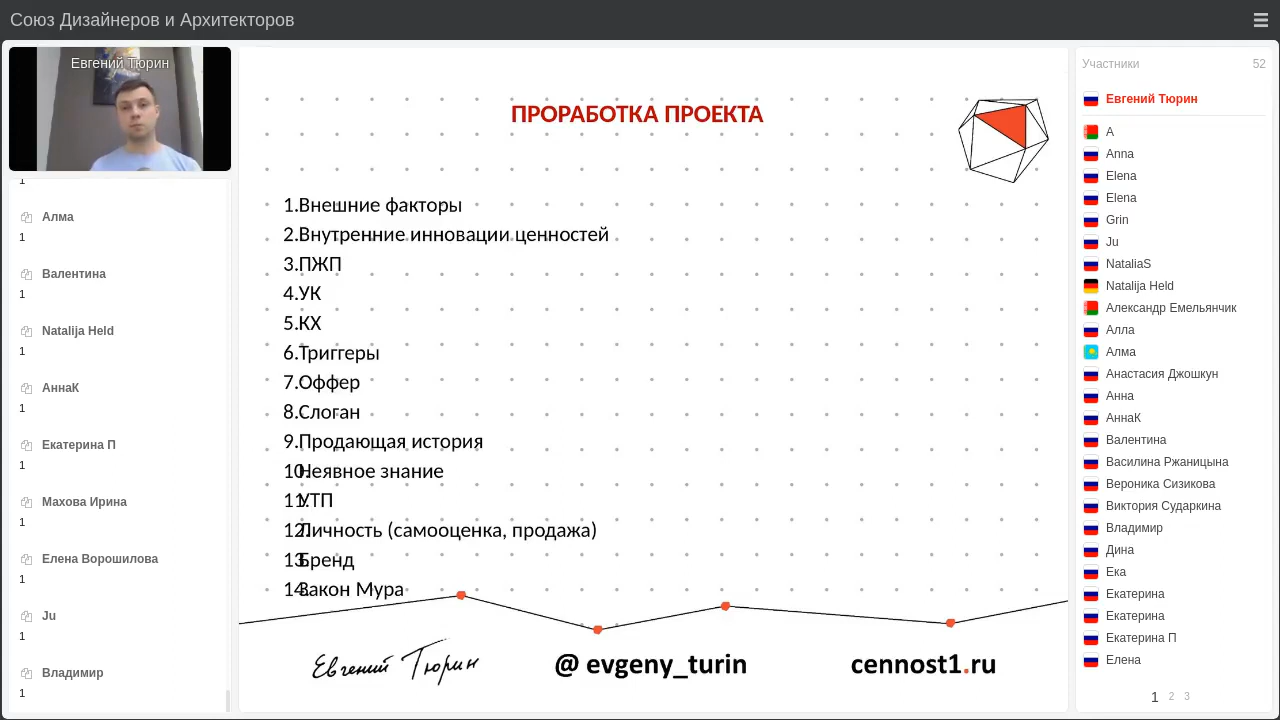 Союз Дизайнеров и Архитекторов
Евгений Тюрин
1
Алма
1
Валентина
1
Natalija Held
1
АннаК
1
Екатерина П
1
Махова Ирина
1
Елена Ворошилова
1
Ju
1
Владимир
1
ПРОРАБОТКА ПРОЕКТА
1.Внешние факторы
2.Внутренние инновации ценностей
3.ПЖП
4.УК
5.КХ
6.Триггеры
7.Оффер
8.Слоган
9.Продающая история
10.Неявное знание
11.УТП
12.Личность (самооценка, продажа)
13.Бренд
14.Закон Мура
Евгений Тюрин
@ evgeny_turin
cennost1.ru
Участники 52
Евгений Тюрин
А
Anna
Elena
Elena
Grin
Ju
NataliaS
Natalija Held
Александр Емельянчик
Алла
Алма
Анастасия Джошкун
Анна
АннаК
Валентина
Василина Ржаницына
Вероника Сизикова
Виктория Сударкина
Владимир
Дина
Ека
Екатерина
Екатерина
Екатерина П
Елена
1 2 3